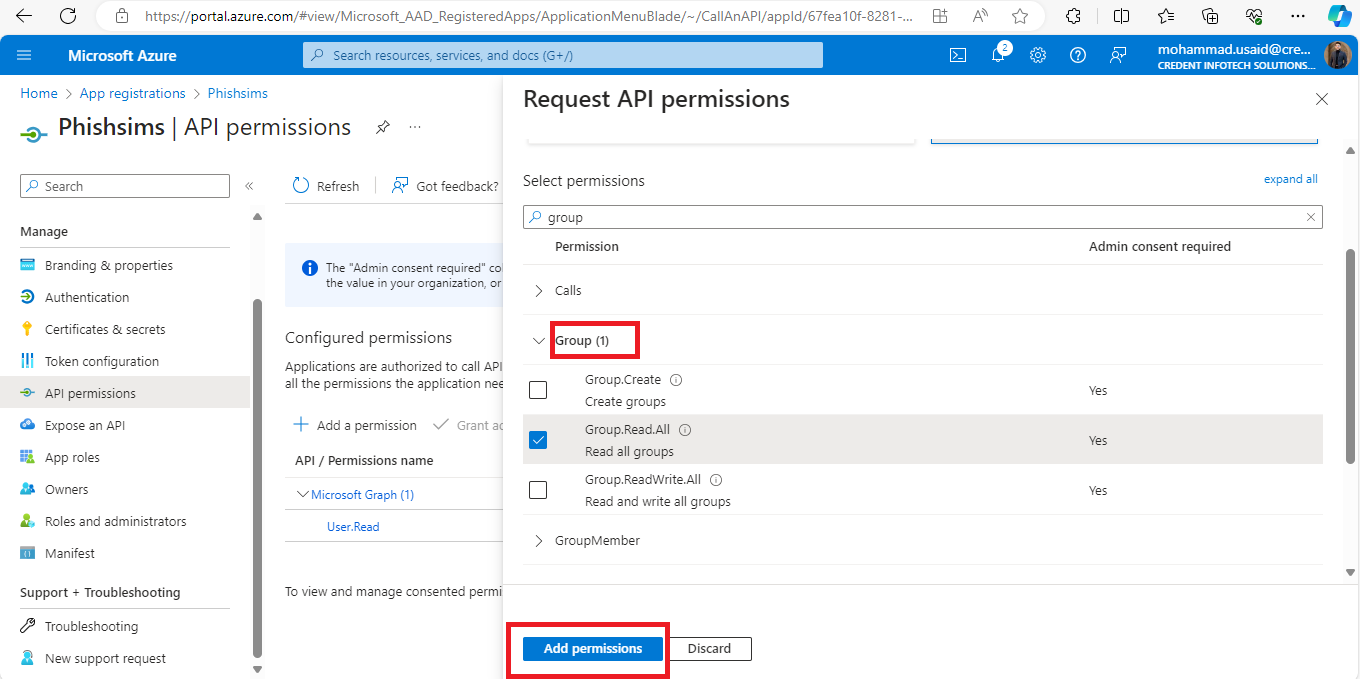 https://portal.azure.com/#view/Microsoft_AAD_RegisteredApps/ApplicationMenuBlade/~/CallAnAPI/appId/67fea10f-8281-...
Microsoft Azure
Search resources, services, and docs (G+/)
2
mohammad.usaid@cre...
CREDENT INFOTECH SOLUTIONS...
Home > App registrations > Phishsims
Phishsims | API permissions
Search
Refresh
Got feedback?
Manage
Branding & properties
Authentication
Certificates & secrets
Token configuration
API permissions
Expose an API
App roles
Owners
Roles and administrators
Manifest
Support + Troubleshooting
Troubleshooting
New support request
The "Admin consent required" co
the value in your organization, or
Configured permissions
Applications are authorized to call API
all the permissions the application nee
Add a permission
Grant ac
API / Permissions name
Microsoft Graph (1)
User.Read
To view and manage consented permi
Request API permissions
Select permissions
expand all
group
Permission
Admin consent required
Calls
Group (1)
Group.Create
Create groups
Yes
Group.Read.All
Read all groups
Yes
Group.ReadWrite.All
Read and write all groups
Yes
GroupMember
Add permissions
Discard